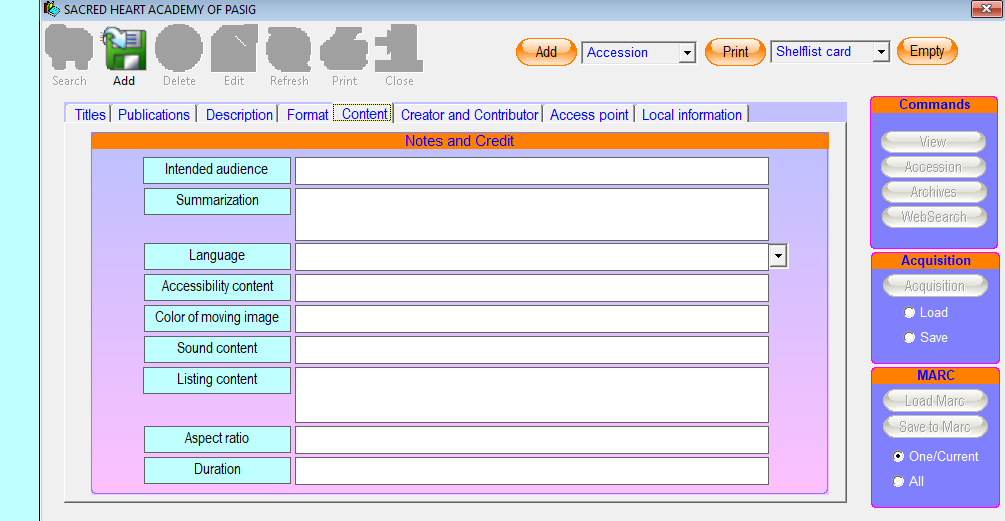 SACRED HEART ACADEMY OF PASIG
Search Add Delete Edit Refresh Print Close
Add Accession Print Shelflist card Empty
Titles Publications Description Format Content Creator and Contributor Access point Local information
Notes and Credit
Intended audience
Summarization
Language
Accessibility content
Color of moving image
Sound content
Listing content
Aspect ratio
Duration
Commands
View
Accession
Archives
WebSearch
Acquisition
Acquisition
Load
Save
MARC
Load Marc
Save to Marc
One/Current
All